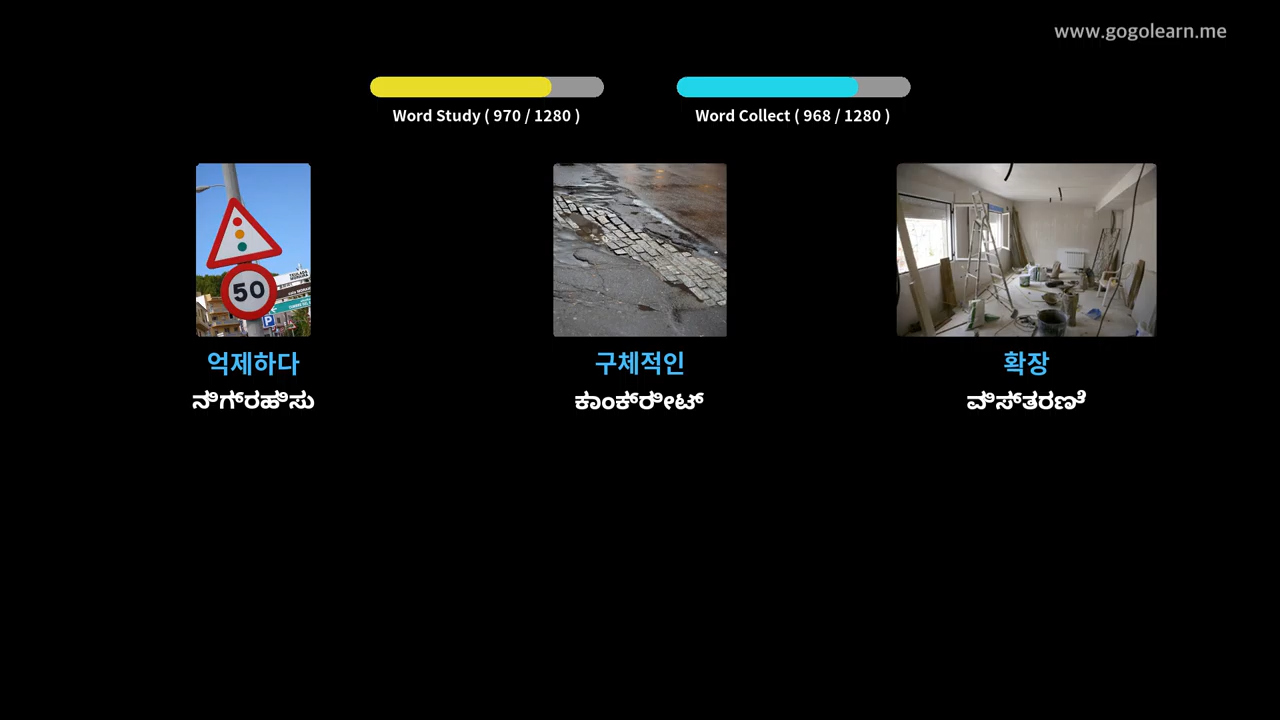 www.gogolearn.me
Word Study ( 970 / 1280 )
Word Collect ( 968 / 1280 )
50
P
억제하다
구체적인
확장
ನಿಗ್ರಹಿಸು
ಕಾಂಕ್ರೀಟ್
ವಿಸ್ತರಣೆ